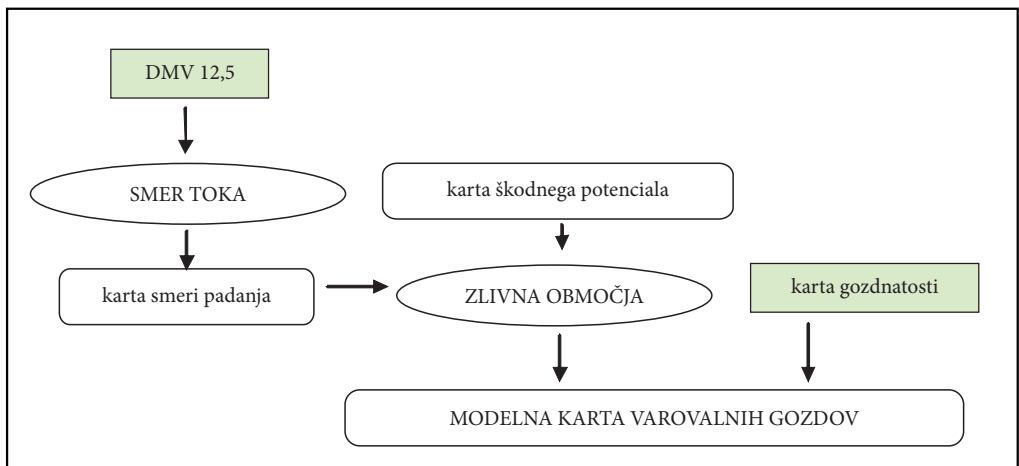 DMV 12,5
SMER TOKA
karta škodnega potenciala
karta smeri padanja
ZLIVNA OBMOČJA
karta gozdnatosti
MODELNA KARTA VAROVALNIH GOZDOV